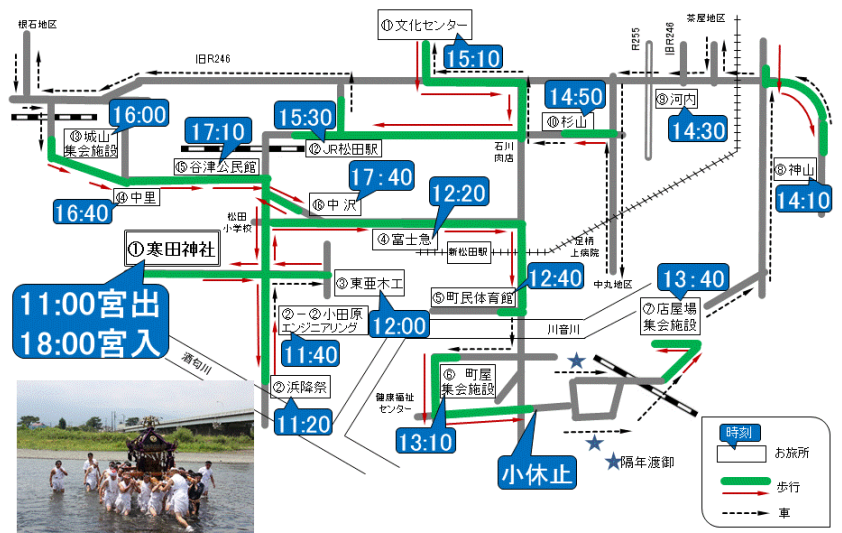 根石地区
⑪文化センター
15:10
茶屋地区
旧R246
R255
旧R246
16:00
⑬城山
集会施設
17:10
⑮谷津公民館
15:30
⑫JR松田駅
14:50
⑩杉山
⑨河内
14:30
石川
肉店
⑧神山
14:10
⑭中里
16:40
⑯中沢
17:40
12:20
④富士急
松田
小学校
①寒田神社
11:00宮出
18:00宮入
新松田駅
足柄
上病院
中丸地区
12:40
⑤町民体育館
13:40
⑦店屋場
集会施設
③東亜木工
12:00
②-②小田原
エンジニアリング
11:40
川音川
酒匂川
②浜降祭
11:20
⑥ 町屋
集会施設
健康福祉
センター
13:10
小休止
★
★
★隔年渡御
時刻
お旅所
歩行
車